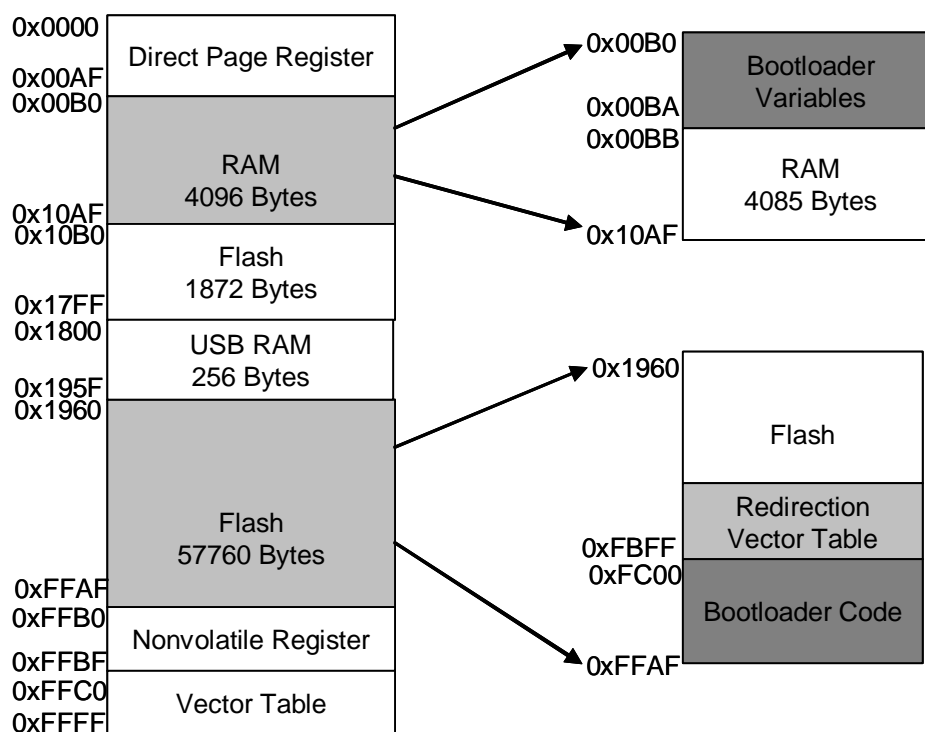 0x0000
Direct Page Register
0x00AF
0x00B0
RAM
4096 Bytes
0x10AF
0x10B0
Flash
1872 Bytes
0x17FF
0x1800
USB RAM
256 Bytes
0x195F
0x1960
Flash
57760 Bytes
0xFFAF
0xFFB0
Nonvolatile Register
0xFFBF
0xFFC0
Vector Table
0xFFFF
0x00B0
Bootloader
Variables
0x00BA
0x00BB
RAM
4085 Bytes
0x10AF
0x1960
Flash
Redirection
Vector Table
0xFBFF
0xFC00
Bootloader Code
0xFFAF